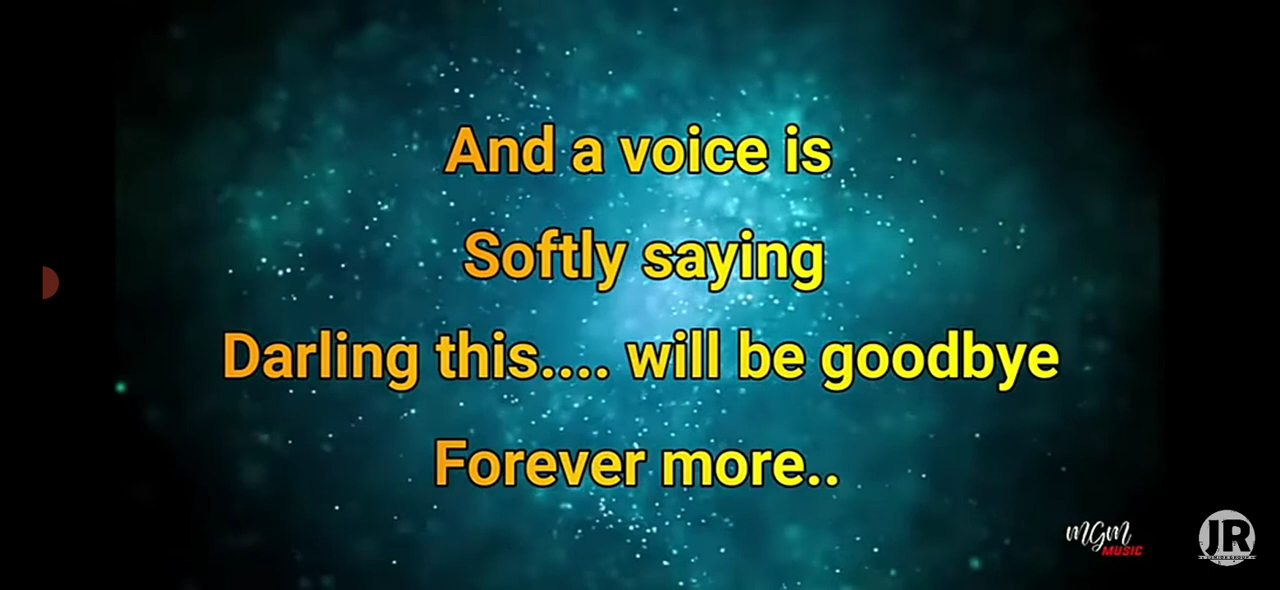 And a voice is
Softly saying
Darling this.... will be goodbye
Forever more..
mGm
MUSIC
JR